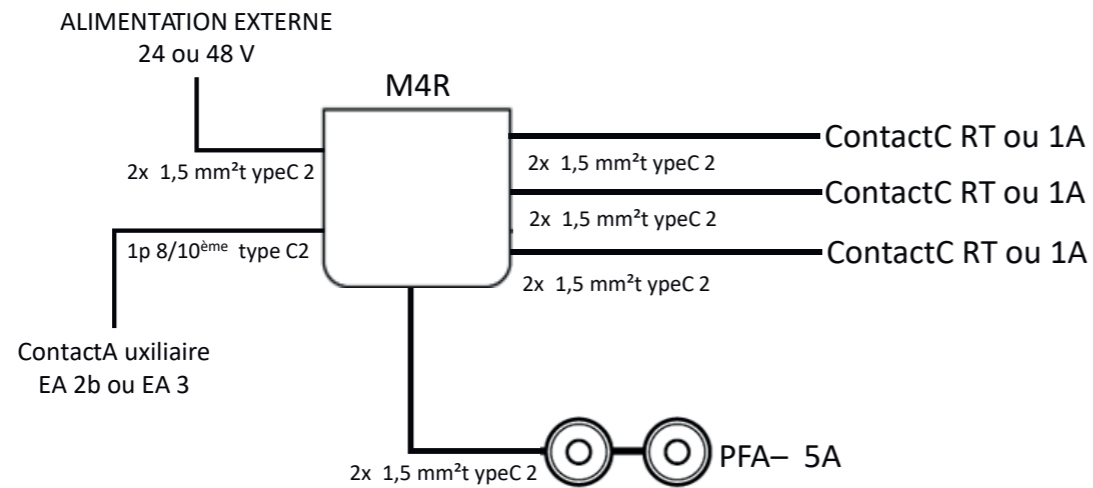 ALIMENTATION EXTERNE
24 ou 48 V
M4R
2x 1,5 mm²t ypeC 2
1p 8/10ème type C2
ContactA uxiliaire
EA 2b ou EA 3
ContactC RT ou 1A
2x 1,5 mm²t ypeC 2
ContactC RT ou 1A
2x 1,5 mm²t ypeC 2
ContactC RT ou 1A
2x 1,5 mm²t ypeC 2
2x 1,5 mm²t ypeC 2
PFA– 5A